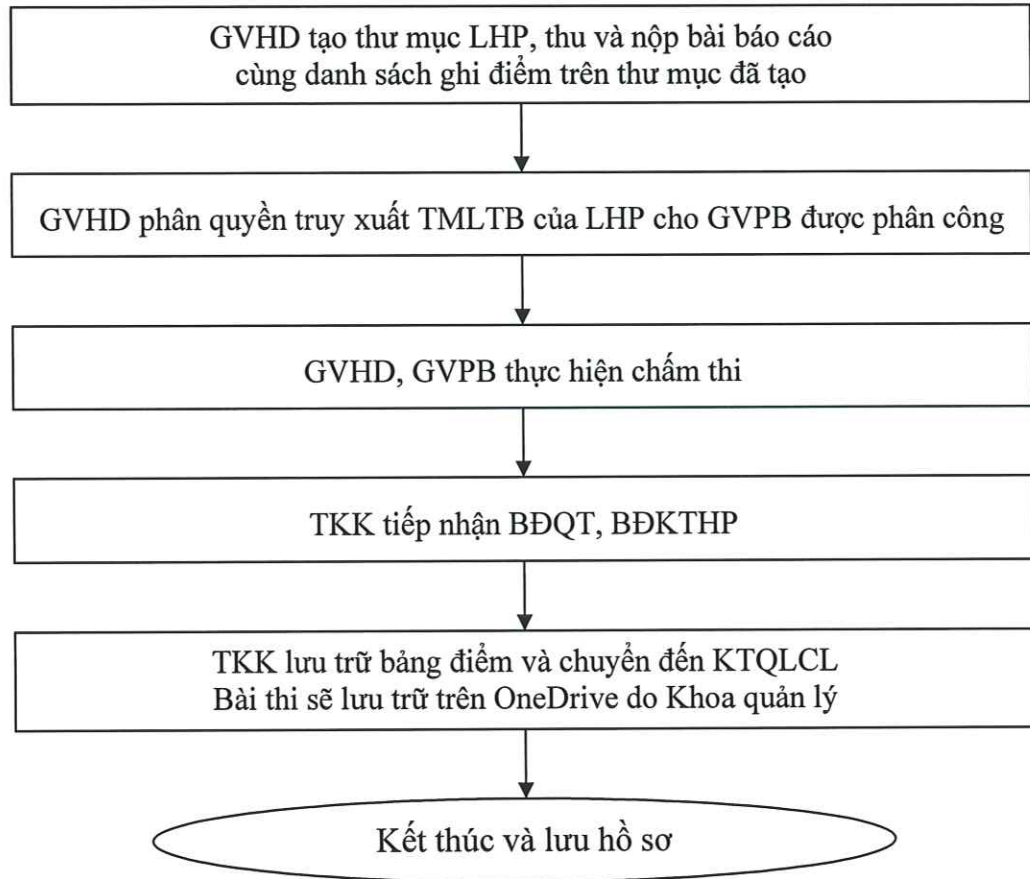 GVHD tạo thư mục LHP, thu và nộp bài báo cáo
cùng danh sách ghi điểm trên thư mục đã tạo
GVHD phân quyền truy xuất TMLTB của LHP cho GVPB được phân công
GVHD, GVPB thực hiện chấm thi
TKK tiếp nhận BĐQT, BĐKTHP
TKK lưu trữ bảng điểm và chuyển đến KTQLCL
Bài thi sẽ lưu trữ trên OneDrive do Khoa quản lý
Kết thúc và lưu hồ sơ